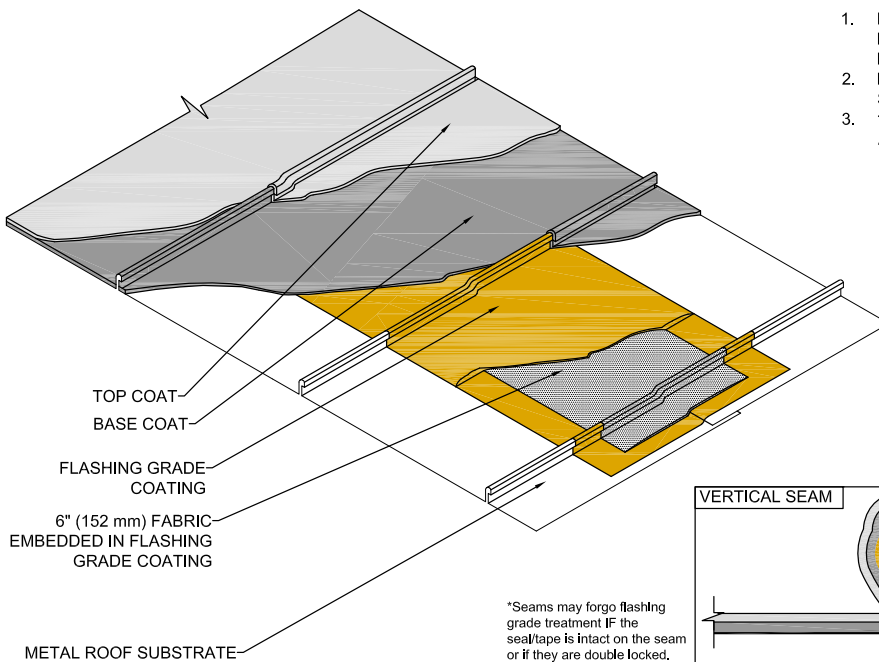 1.
2.
3.
TOP COAT
BASE COAT
FLASHING GRADE
COATING
6" (152 mm) FABRIC
EMBEDDED IN FLASHING
GRADE COATING
METAL ROOF SUBSTRATE
*Seams may forgo flashing
grade treatment IF the
seal/tape is intact on the seam
or if they are double locked.
VERTICAL SEAM